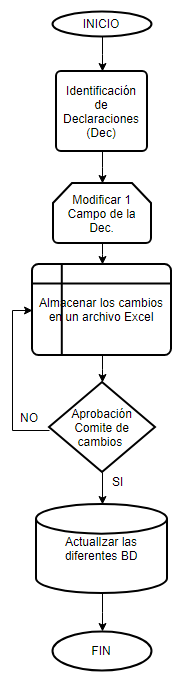 INICIO
Identificación
de
Declaraciones
(Dec)
Modificar 1
Campo de la
Dec.
Almacenar los cambios
en un archivo Excel
Aprobación
Comite de
cambios
NO
SI
Actualizar las
diferentes BD
FIN